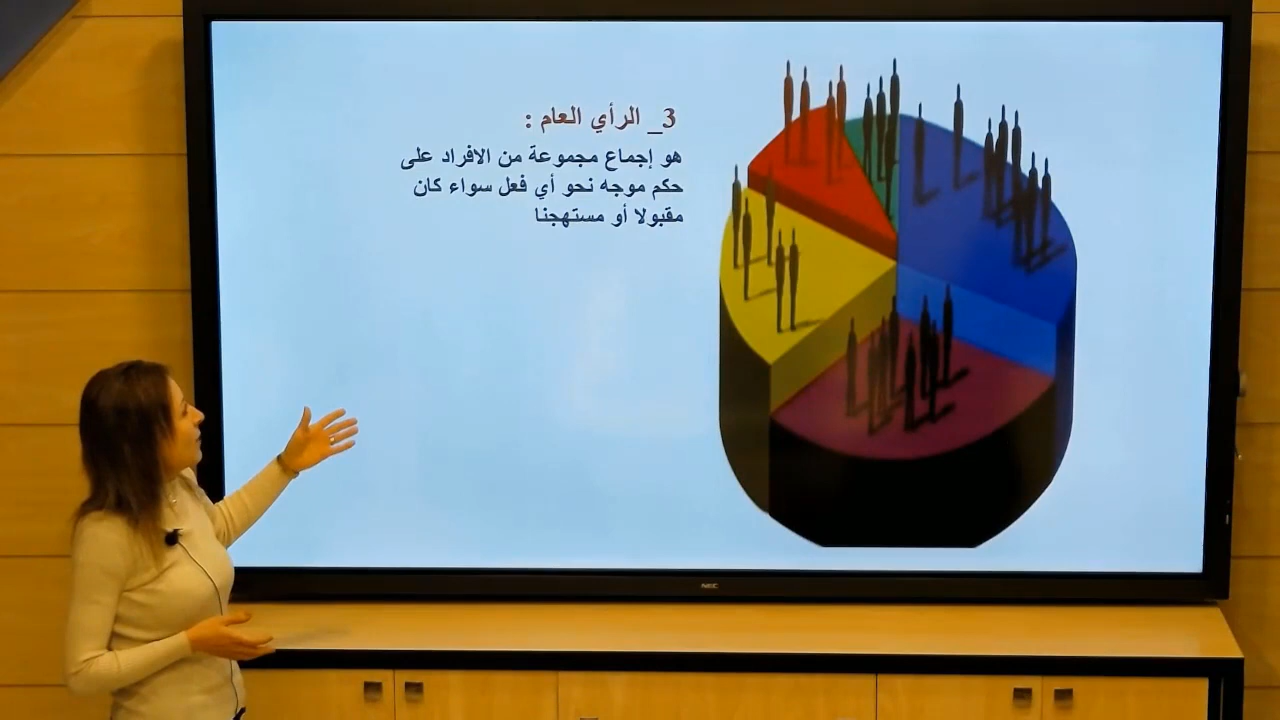 3_ الرأي العام :
هو إجماع مجموعة من الافراد على
حكم موجه نحو أي فعل سواء كان
مقبولا أو مستهجنا
NEC